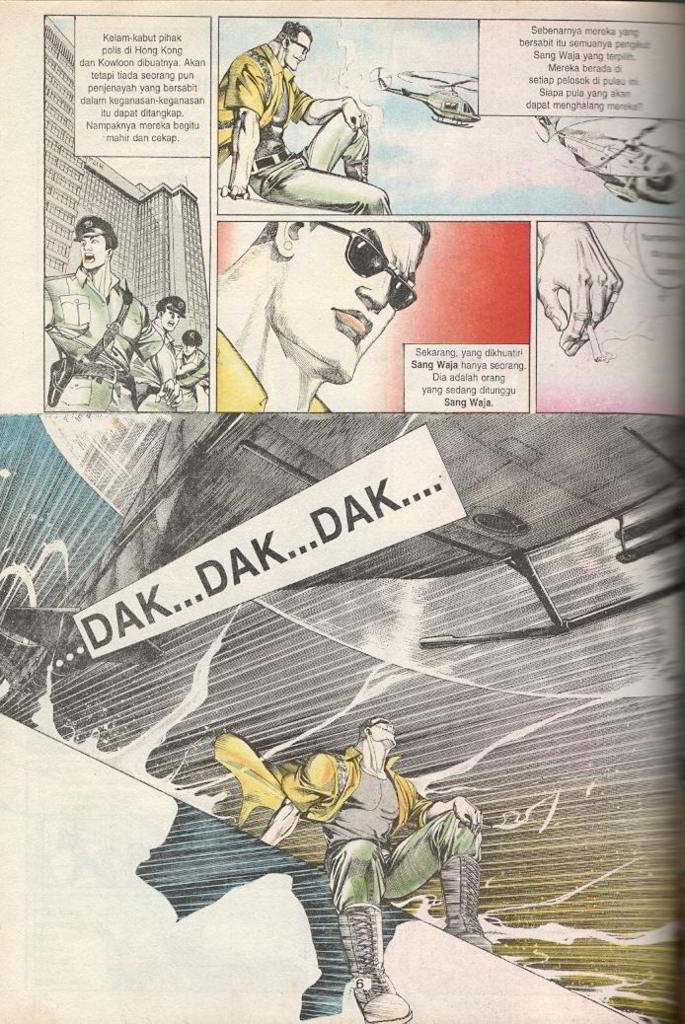 Kelam-kabut pihak
polis di Hong Kong
dan Kowloon dibuatnya. Akan
tetapi tiada seorang pun
penjenayah yang bersabit
dalam keganasan-keganasan
itu dapat ditangkap.
Nampaknya mereka begitu
mahir dan cekap.
Sebenarnya mereka yang
bersabit itu semuanya pengikut
Sang Waja yang terpilih.
Mereka berada di
setiap pelosok di pulau ini.
Siapa pula yang akan
dapat menghalang mereka?
Sekarang, yang dikhuatiri
Sang Waja hanya seorang.
Dia adalah orang
yang sedang ditunggu
Sang Waja.
...DAK...DAK...DAK....
6